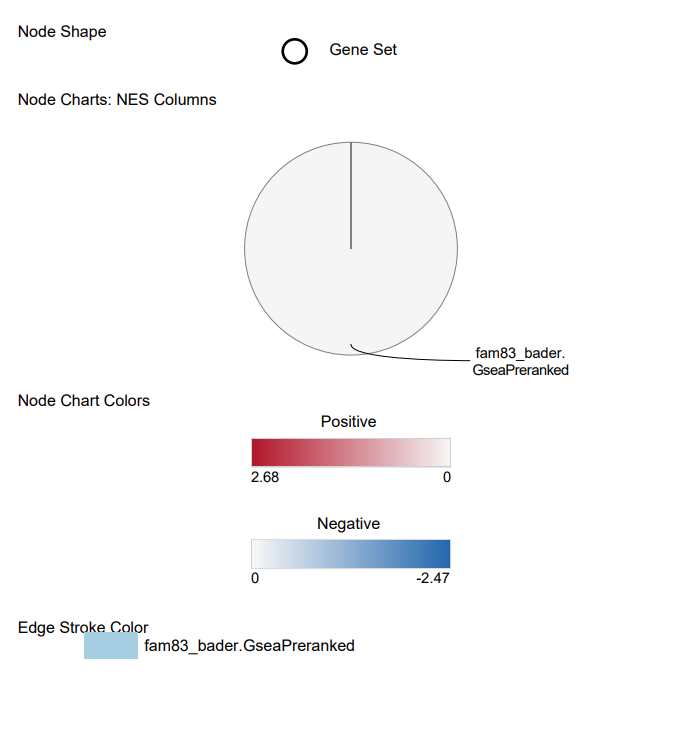 Node Shape
Gene Set
Node Charts: NES Columns
fam83_bader.
GseaPreranked
Node Chart Colors
Positive
2.68 0
Negative
0 -2.47
Edge Stroke Color
fam83_bader.GseaPreranked